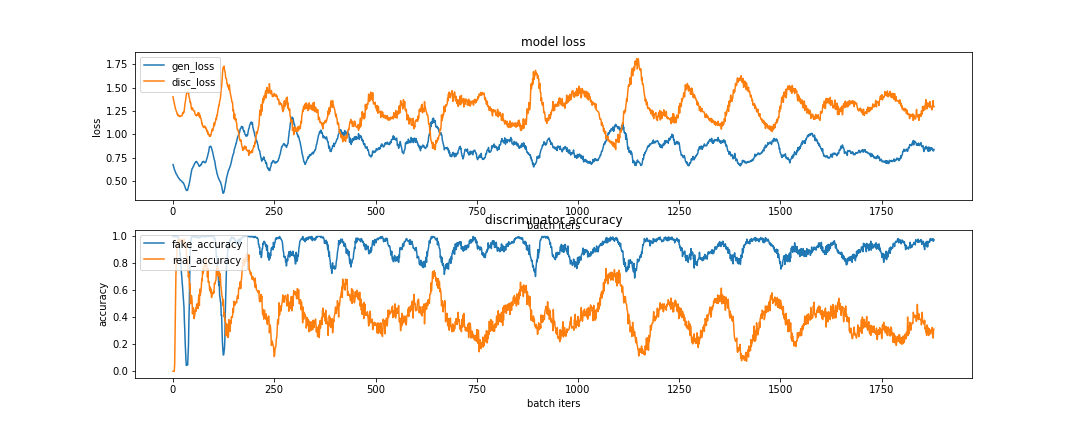 model loss
1.75
1.50
1.25
1.00
0.75
0.50
loss
gen_loss
disc_loss
0 250 500 750 1000 1250 1500 1750
batch iters
discriminator accuracy
1.0
0.8
0.6
0.4
0.2
0.0
accuracy
fake_accuracy
real_accuracy
0 250 500 750 1000 1250 1500 1750
batch iters